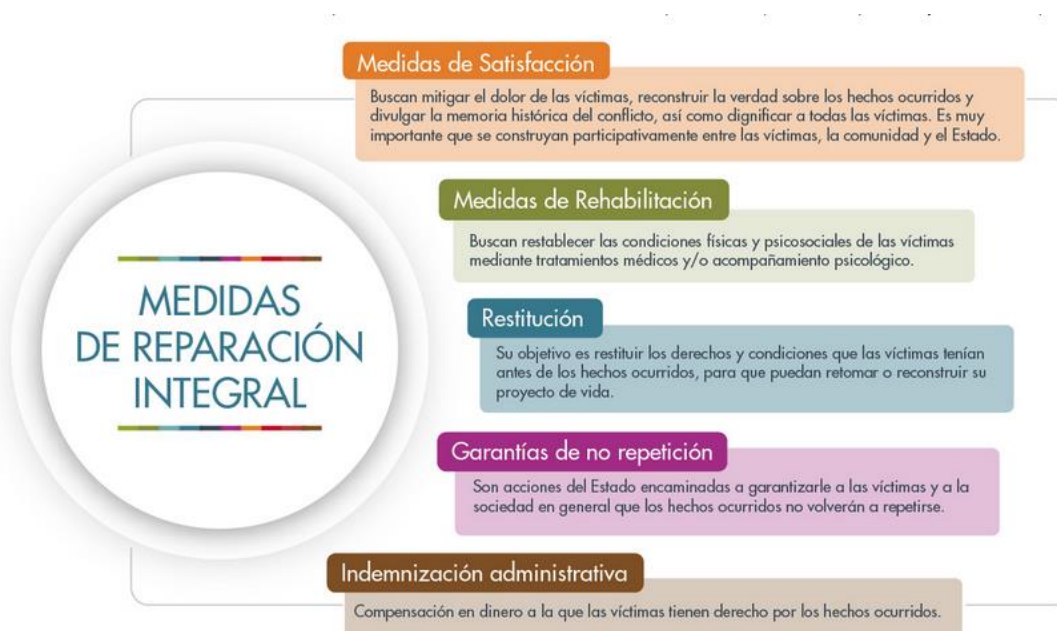 Medidas de Satisfacción
Buscan mitigar el dolor de las víctimas, reconstruir la verdad sobre los hechos ocurridos y
divulgar la memoria histórica del conflicto, así como dignificar a todas las víctimas. Es muy
importante que se construyan participativamente entre las víctimas, la comunidad y el Estado.
Medidas de Rehabilitación
Buscan restablecer las condiciones físicas y psicosociales de las víctimas
mediante tratamientos médicos y/o acompañamiento psicológico.
MEDIDAS
DE REPARACIÓN
INTEGRAL
Restitución
Su objetivo es restituir los derechos y condiciones que las víctimas tenían
antes de los hechos ocurridos, para que puedan retomar o reconstruir su
proyecto de vida.
Garantías de no repetición
Son acciones del Estado encaminadas a garantizarle a las víctimas y a la
sociedad en general que los hechos ocurridos no volverán a repetirse.
Indemnización administrativa
Compensación en dinero a la que las víctimas tienen derecho por los hechos ocurridos.